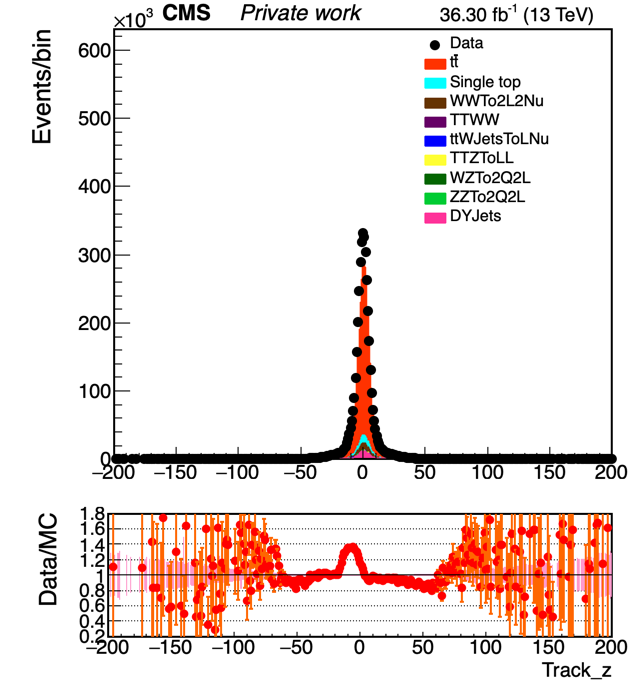 ×10³ CMS Private work 36.30 fb⁻¹ (13 TeV)
Events/bin
600
500
400
300
200
100
0
Data
tt̄
Single top
WWTo2L2Nu
TTWW
ttWJetsToLNu
TTZToLL
WZTo2Q2L
ZZTo2Q2L
DYJets
−200 −150 −100 −50 0 50 100 150 200
Data/MC
1.8
1.6
1.4
1.2
1
0.8
0.6
0.4
0.2
−200 −150 −100 −50 0 50 100 150 200
Track_z